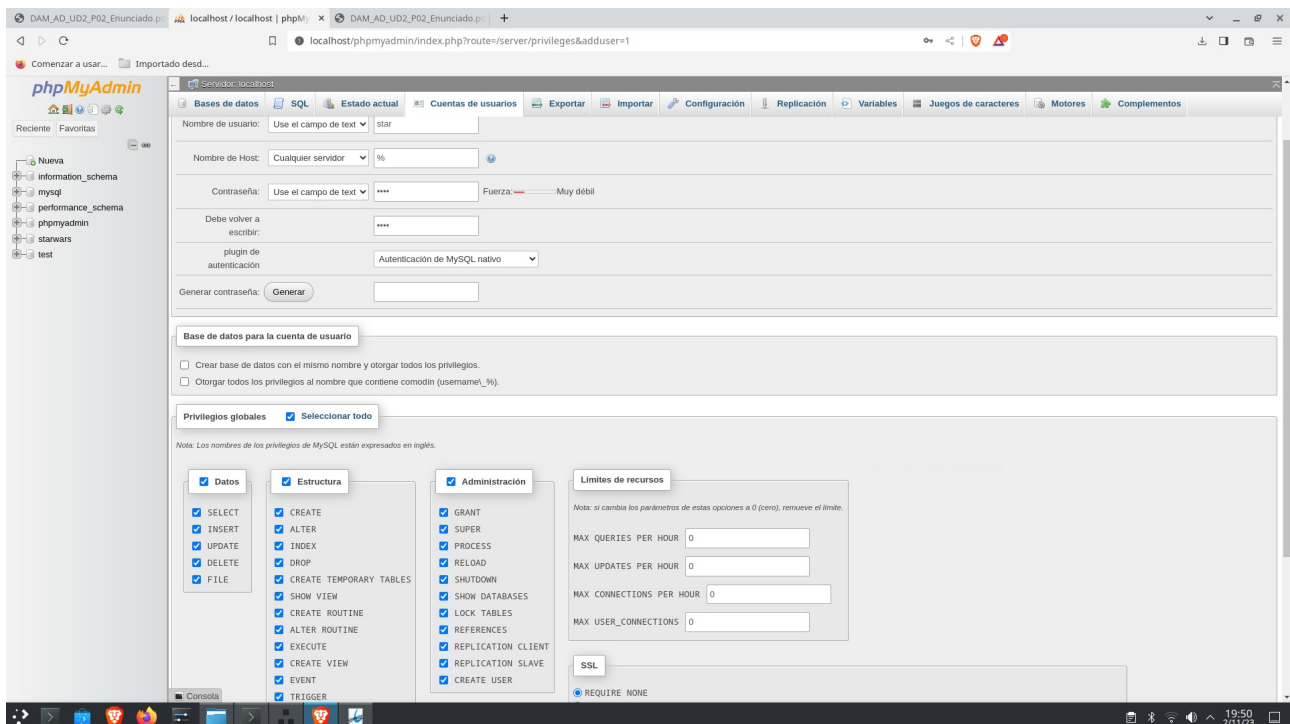 DAM_AD_UD2_P02_Enunciado.pd localhost / localhost | phpMy × DAM_AD_UD2_P02_Enunciado.pd +
localhost/phpmyadmin/index.php?route=/server/privileges&adduser=1
Comenzar a usar... Importado desd...
phpMyAdmin
Reciente Favoritas
Nueva
information_schema
mysql
performance_schema
phpmyadmin
starwars
test
Servidor: localhost
Bases de datos SQL Estado actual Cuentas de usuarios Exportar Importar Configuración Replicación Variables Juegos de caracteres Motores Complementos
Nombre de usuario: Use el campo de text star
Nombre de Host: Cualquier servidor %
Contraseña: Use el campo de text •••• Fuerza: Muy débil
Debe volver a
escribir: ••••
plugin de
autenticación Autenticación de MySQL nativo
Generar contraseña: Generar
Base de datos para la cuenta de usuario
Crear base de datos con el mismo nombre y otorgar todos los privilegios.
Otorgar todos los privilegios al nombre que contiene comodín (username\_%).
Privilegios globales Seleccionar todo
Nota: Los nombres de los privilegios de MySQL están expresados en inglés.
Datos
SELECT
INSERT
UPDATE
DELETE
FILE
Estructura
CREATE
ALTER
INDEX
DROP
CREATE TEMPORARY TABLES
SHOW VIEW
CREATE ROUTINE
ALTER ROUTINE
EXECUTE
CREATE VIEW
EVENT
TRIGGER
Administración
GRANT
SUPER
PROCESS
RELOAD
SHUTDOWN
SHOW DATABASES
LOCK TABLES
REFERENCES
REPLICATION CLIENT
REPLICATION SLAVE
CREATE USER
Límites de recursos
Nota: si cambia los parámetros de estas opciones a 0 (cero), remueve el límite.
MAX QUERIES PER HOUR 0
MAX UPDATES PER HOUR 0
MAX CONNECTIONS PER HOUR 0
MAX USER_CONNECTIONS 0
SSL
REQUIRE NONE
Consola
19:50
2/11/23